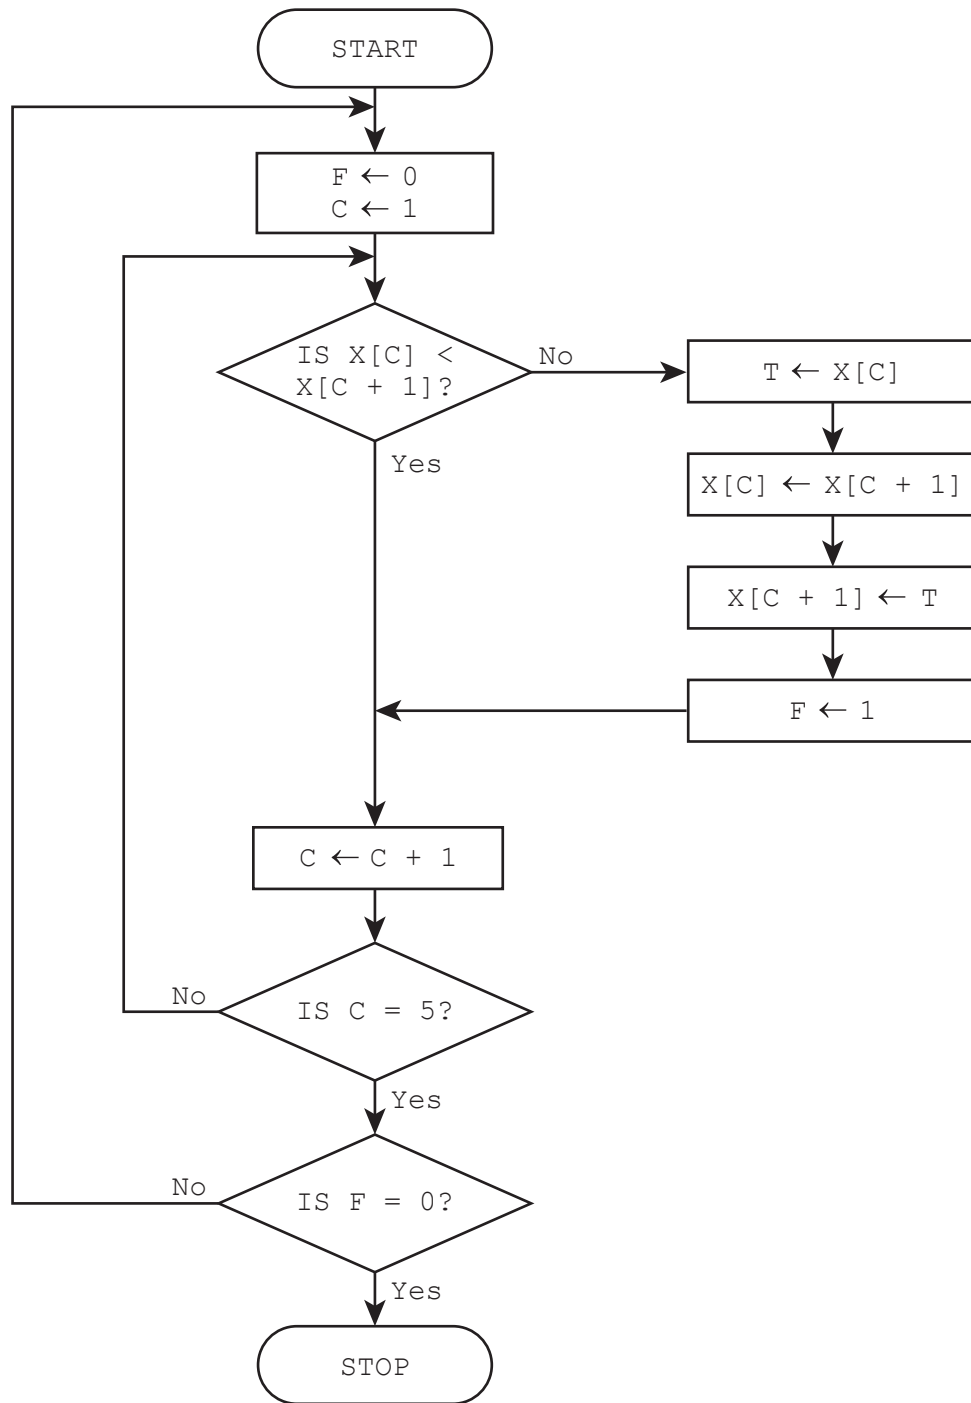 START
F ← 0
C ← 1
IS X[C] <
X[C + 1]?
No
T ← X[C]
Yes
X[C] ← X[C + 1]
X[C + 1] ← T
F ← 1
C ← C + 1
No
IS C = 5?
Yes
No
IS F = 0?
Yes
STOP